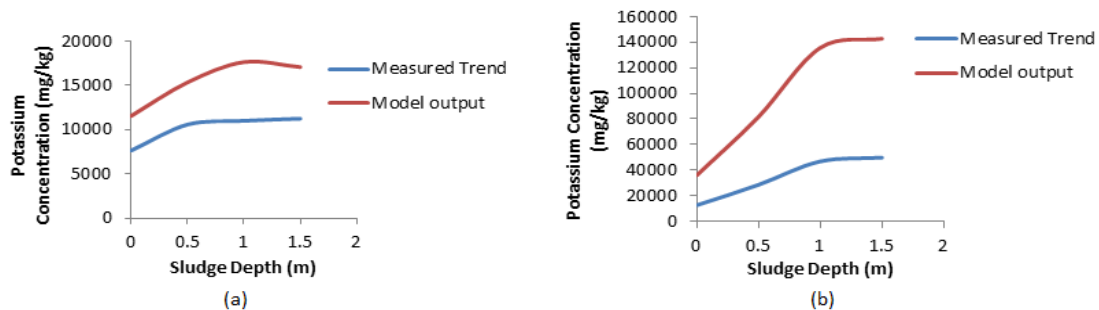 Potassium
Concentration (mg/kg)
20000
15000
10000
5000
0
0 0.5 1 1.5 2
Sludge Depth (m)
Measured Trend
Model output
(a)
Potassium Concentration
(mg/kg)
160000
140000
120000
100000
80000
60000
40000
20000
0
0 0.5 1 1.5 2
Sludge Depth (m)
Measured Trend
Model output
(b)